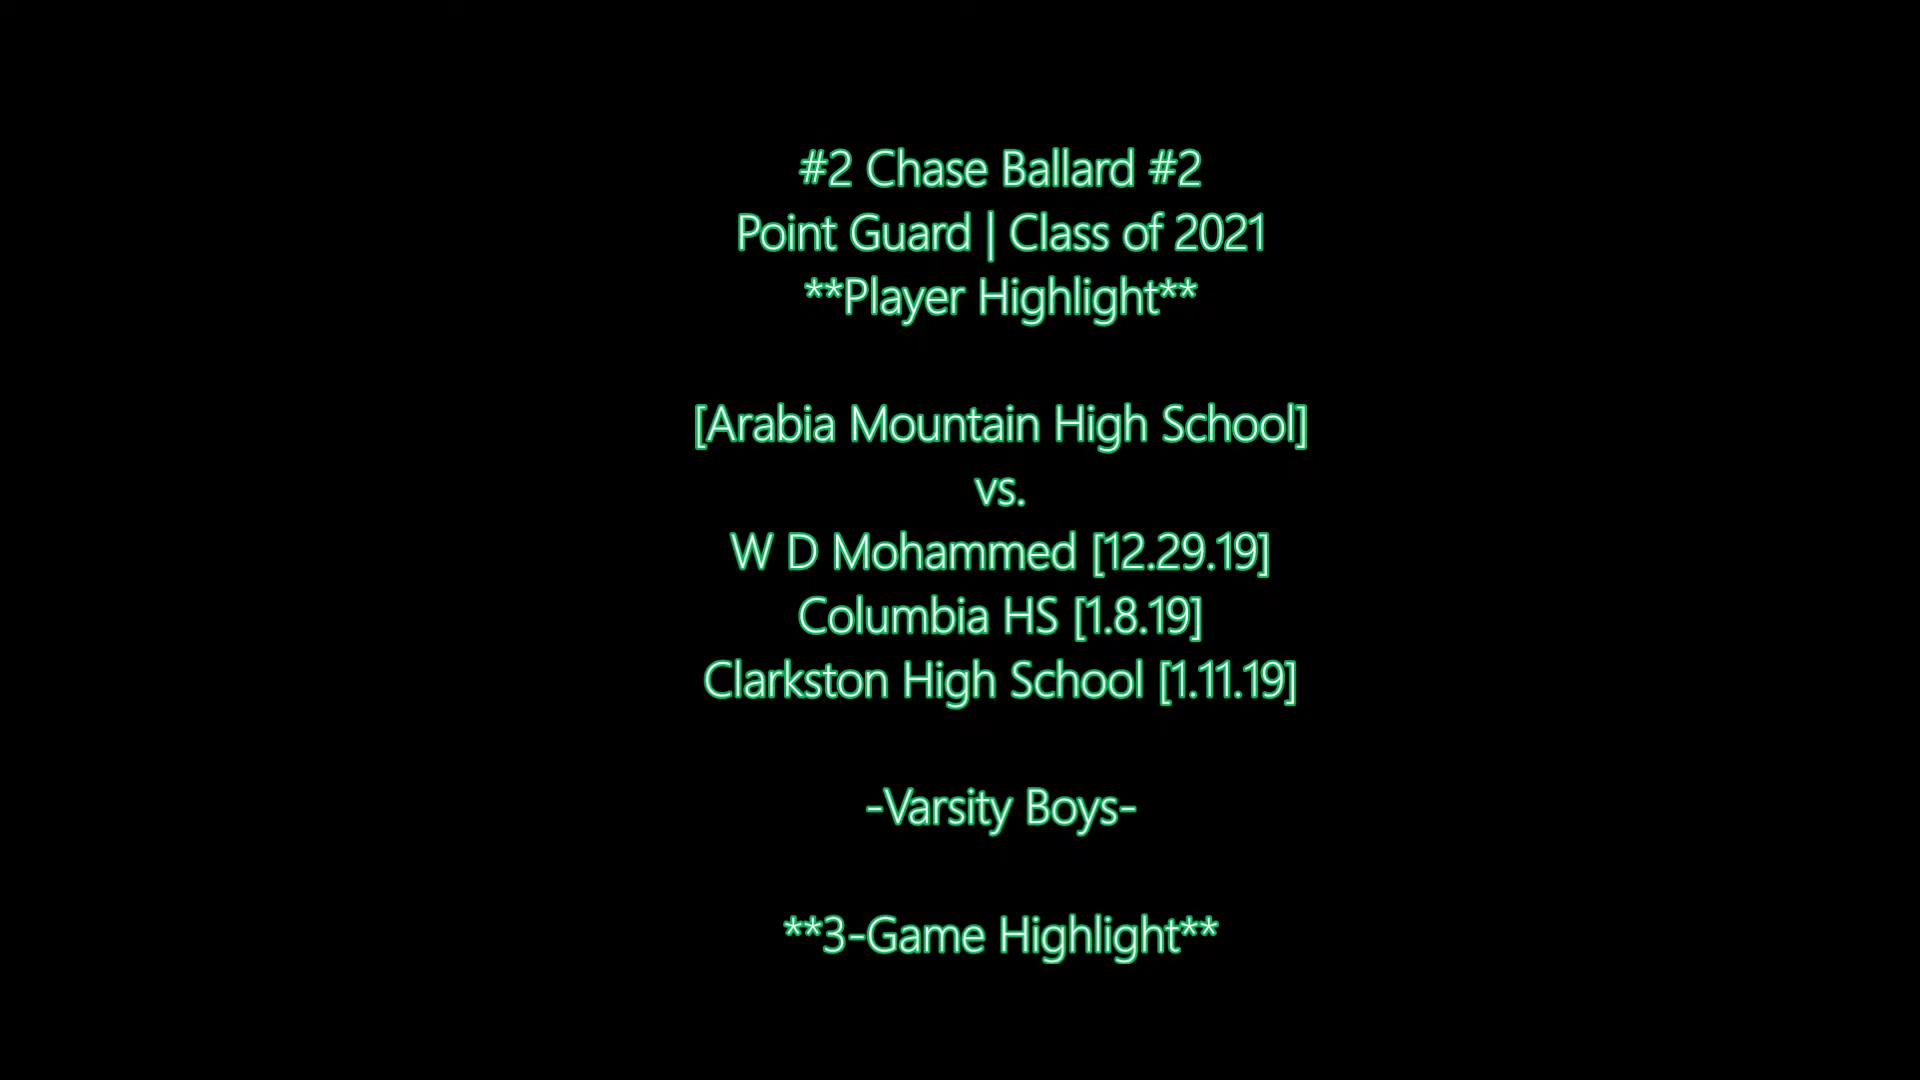 #2 Chase Ballard #2
Point Guard | Class of 2021
**Player Highlight**
[Arabia Mountain High School]
vs.
W D Mohammed [12.29.19]
Columbia HS [1.8.19]
Clarkston High School [1.11.19]
-Varsity Boys-
**3-Game Highlight**